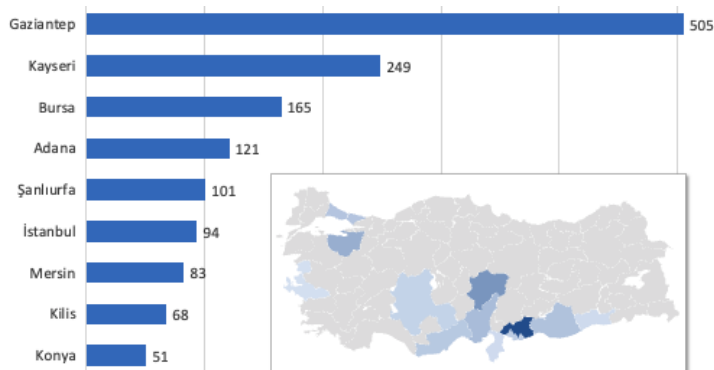 Gaziantep 505
Kayseri 249
Bursa 165
Adana 121
Şanlıurfa 101
İstanbul 94
Mersin 83
Kilis 68
Konya 51